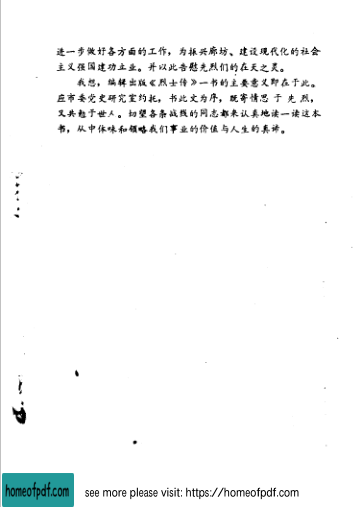 进一步做好各方面的工作，为振兴廊坊、建设现代化的社会
主义强国建功立业。并以此告慰先烈们的在天之灵。
我想，编辑出版《烈士传》一书的主要意义即在于此。
应市委党史研究室约托，书此文为序，既寄情思于先烈，
又共勉于世人。切望各条战线的同志都来认真地读一读这本
书，从中体味和领略我们事业的价值与人生的真谛。
homeofpdf.com
see more please visit: https://homeofpdf.com